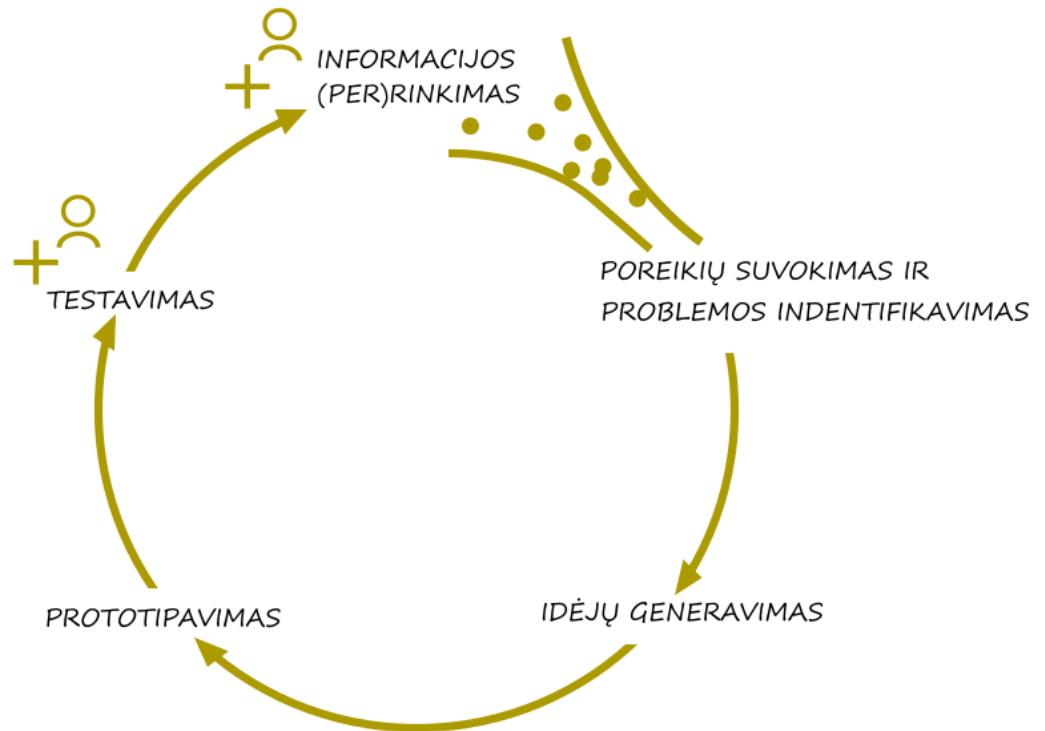 INFORMACIJOS
(PER)RINKIMAS
POREIKIŲ SUVOKIMAS IR
PROBLEMOS INDENTIFIKAVIMAS
IDĖJŲ GENERAVIMAS
PROTOTIPAVIMAS
TESTAVIMAS